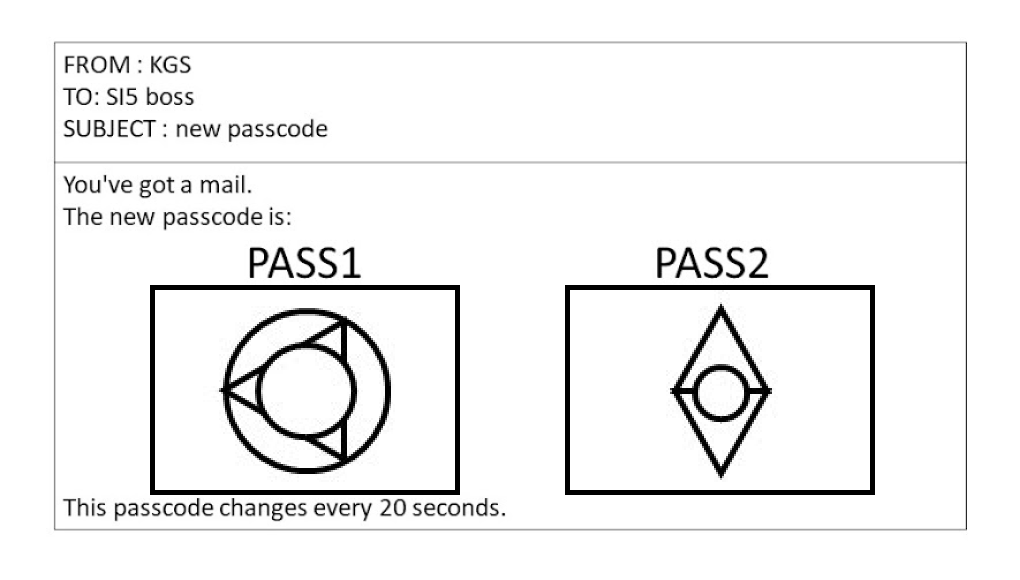 FROM : KGS
TO: SI5 boss
SUBJECT : new passcode
You've got a mail.
The new passcode is:
PASS1
PASS2
This passcode changes every 20 seconds.